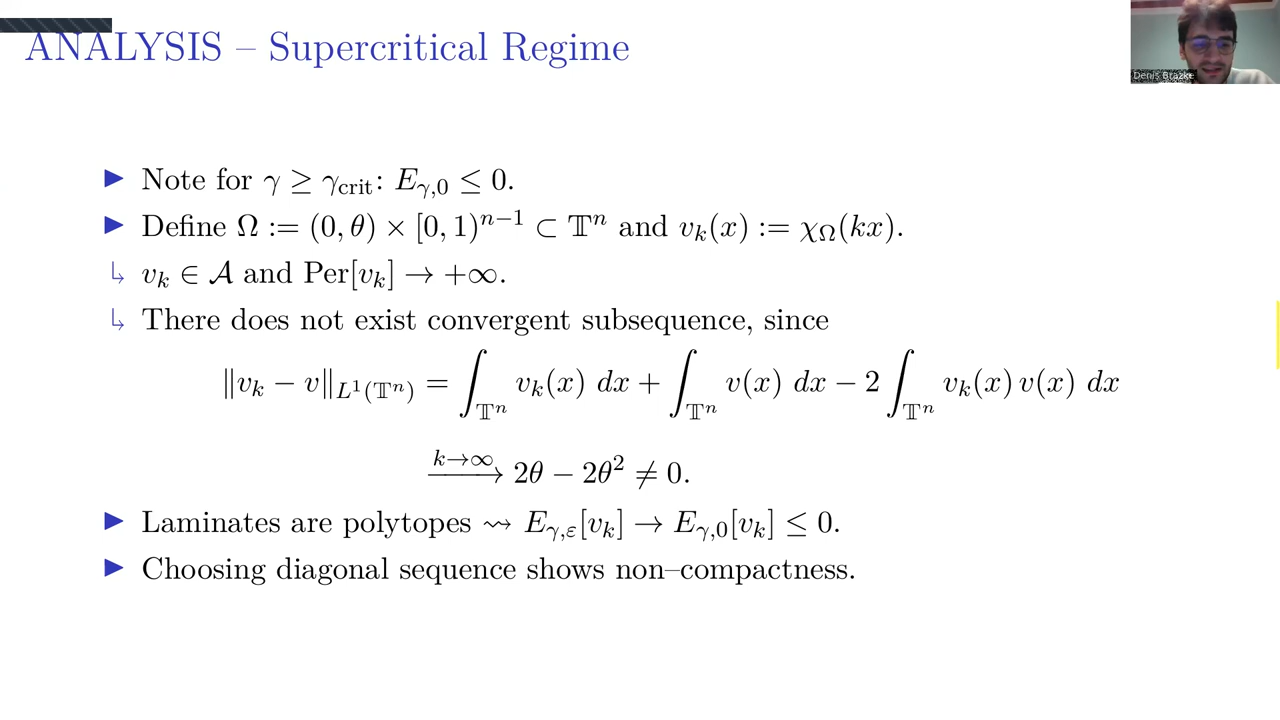 ANALYSIS – Supercritical Regime
Denis Brazke
▶ Note for γ ≥ γ_crit: E_{γ,0} ≤ 0.
▶ Define Ω := (0, θ) × [0, 1)^{n−1} ⊂ 𝕋^n and v_k(x) := χ_Ω(kx).
↳ v_k ∈ 𝒜 and Per[v_k] → +∞.
↳ There does not exist convergent subsequence, since
‖v_k − v‖_{L^1(𝕋^n)} = ∫_{𝕋^n} v_k(x) dx + ∫_{𝕋^n} v(x) dx − 2 ∫_{𝕋^n} v_k(x) v(x) dx
\xrightarrow{k→∞} 2θ − 2θ² ≠ 0.
▶ Laminates are polytopes ⇝ E_{γ,ε}[v_k] → E_{γ,0}[v_k] ≤ 0.
▶ Choosing diagonal sequence shows non–compactness.